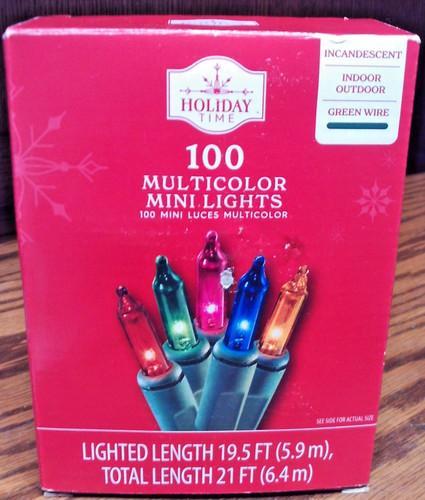 INCANDESCENT
INDOOR
OUTDOOR
GREEN WIRE
HOLIDAY
TIME
100
MULTICOLOR
MINI LIGHTS
100 MINI LUCES MULTICOLOR
SEE SIDE FOR ACTUAL SIZE
LIGHTED LENGTH 19.5 FT (5.9 m),
TOTAL LENGTH 21 FT (6.4 m)